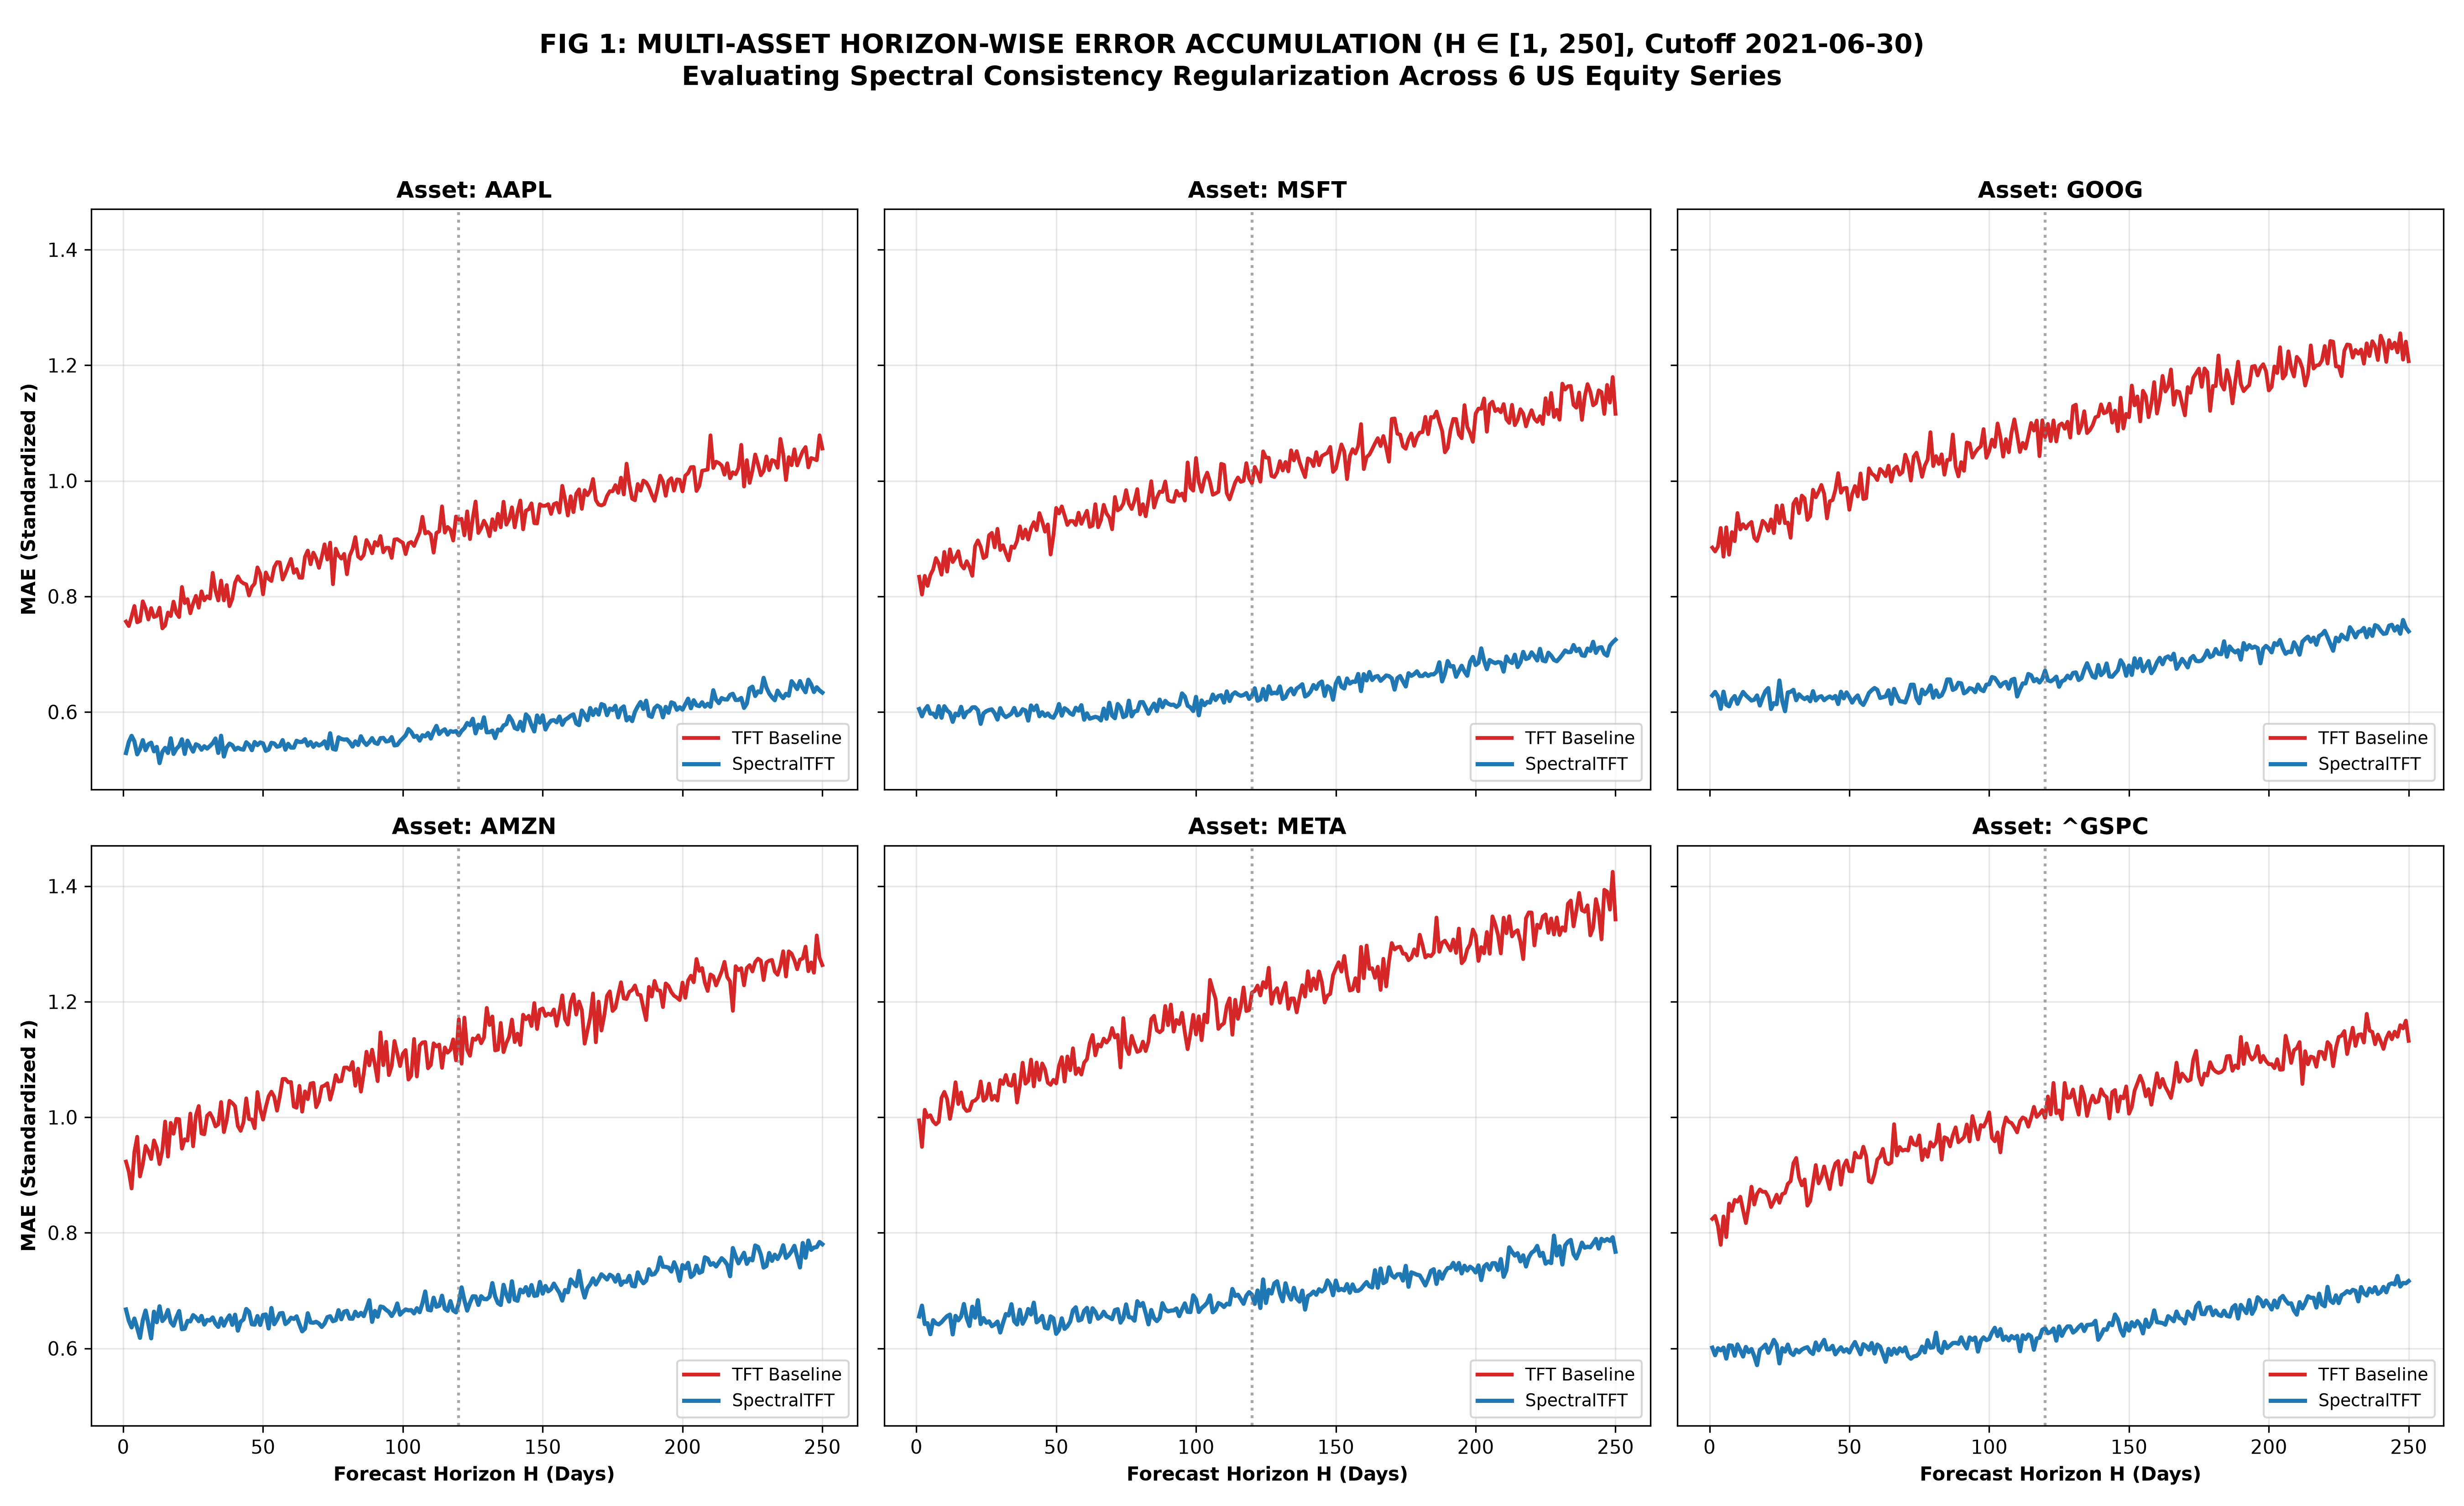 FIG 1: MULTI-ASSET HORIZON-WISE ERROR ACCUMULATION (H ∈ [1, 250], Cutoff 2021-06-30)
Evaluating Spectral Consistency Regularization Across 6 US Equity Series
Asset: AAPL
MAE (Standardized z)
1.4
1.2
1.0
0.8
0.6
TFT Baseline
SpectralTFT
Asset: MSFT
TFT Baseline
SpectralTFT
Asset: GOOG
TFT Baseline
SpectralTFT
Asset: AMZN
MAE (Standardized z)
1.4
1.2
1.0
0.8
0.6
TFT Baseline
SpectralTFT
0 50 100 150 200 250
Forecast Horizon H (Days)
Asset: META
TFT Baseline
SpectralTFT
0 50 100 150 200 250
Forecast Horizon H (Days)
Asset: ^GSPC
TFT Baseline
SpectralTFT
0 50 100 150 200 250
Forecast Horizon H (Days)